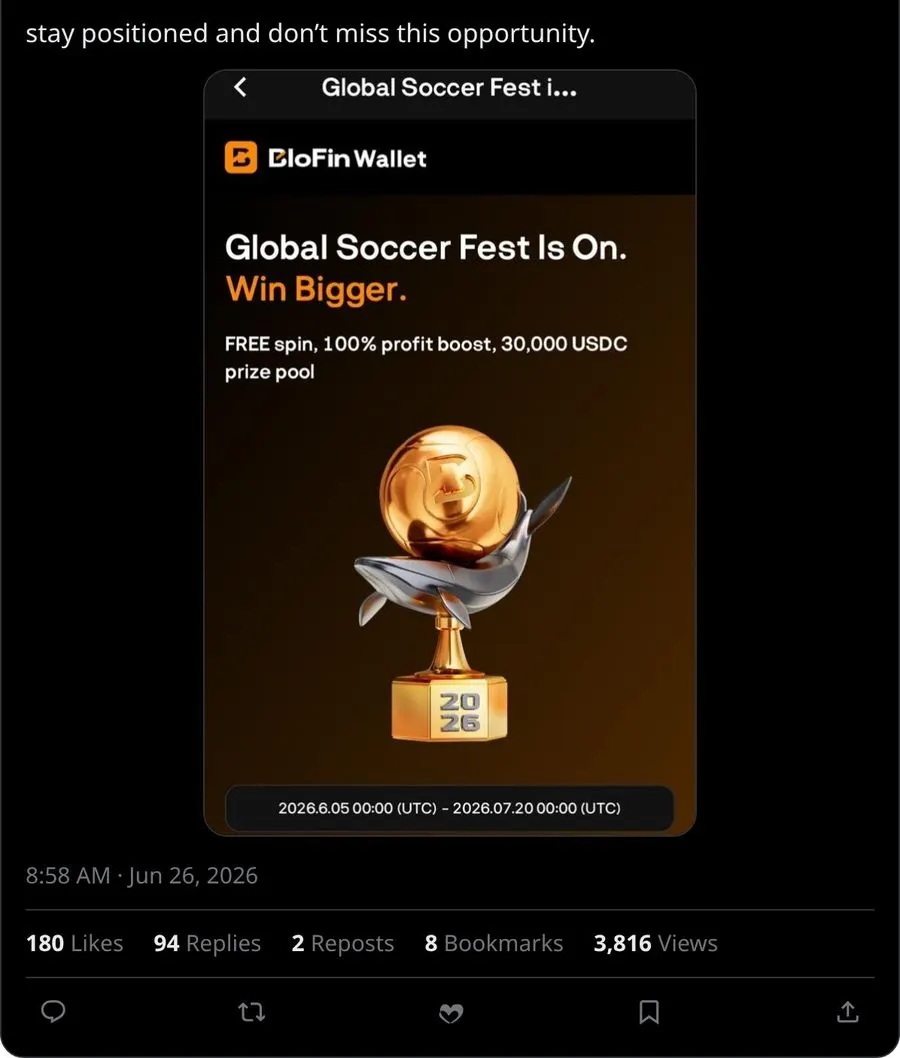 stay positioned and don’t miss this opportunity.
Global Soccer Fest i...
BloFin Wallet
Global Soccer Fest Is On.
Win Bigger.
FREE spin, 100% profit boost, 30,000 USDC
prize pool
20
26
2026.6.05 00:00 (UTC) - 2026.07.20 00:00 (UTC)
8:58 AM · Jun 26, 2026
180 Likes 94 Replies 2 Reposts 8 Bookmarks 3,816 Views